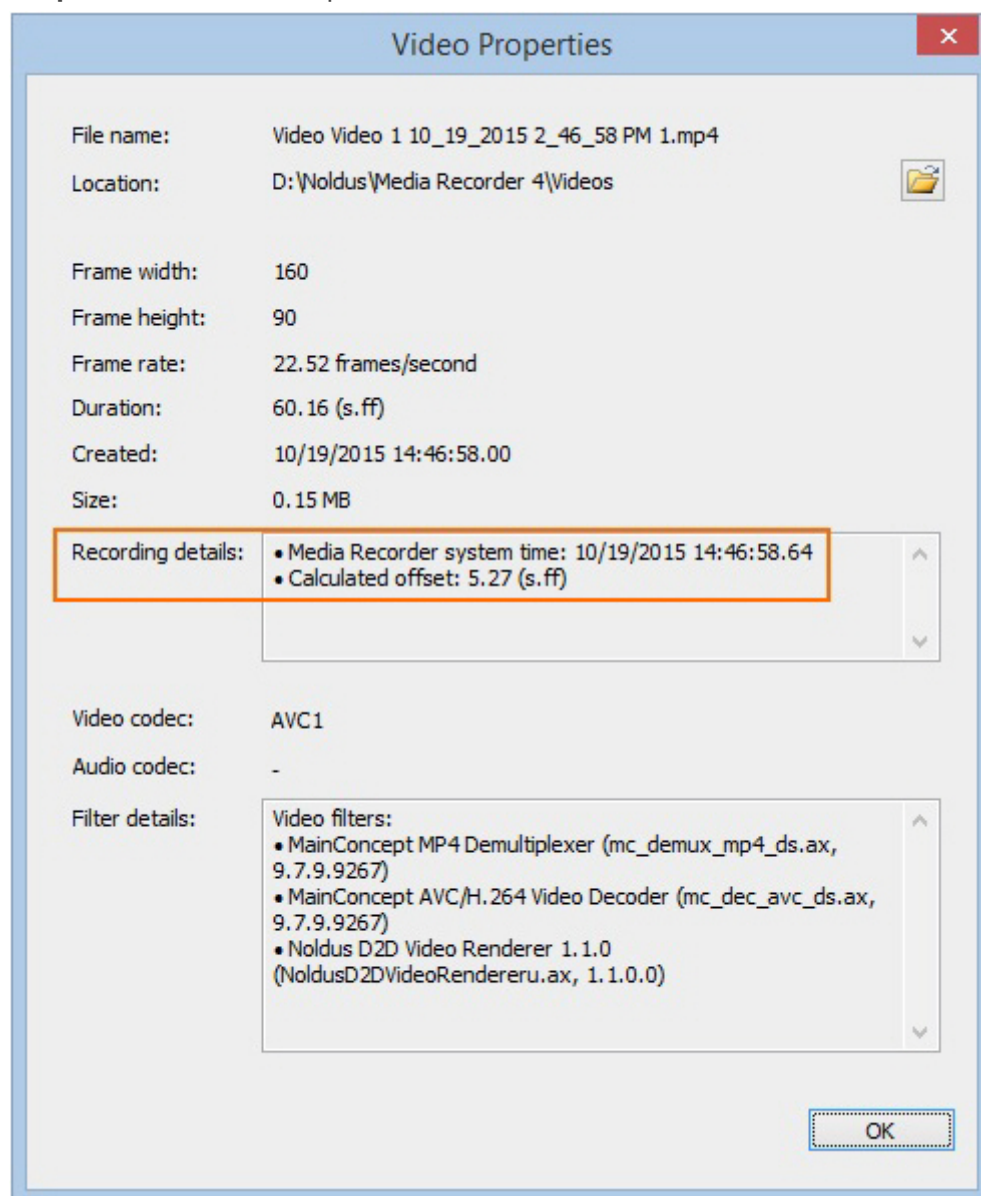 Video Properties
File name: Video Video 1 10_19_2015 2_46_58 PM 1.mp4
Location: D:\Noldus\Media Recorder 4\Videos
Frame width: 160
Frame height: 90
Frame rate: 22.52 frames/second
Duration: 60.16 (s.ff)
Created: 10/19/2015 14:46:58.00
Size: 0.15 MB
Recording details: • Media Recorder system time: 10/19/2015 14:46:58.64
• Calculated offset: 5.27 (s.ff)
Video codec: AVC1
Audio codec: -
Filter details: Video filters:
• MainConcept MP4 Demultiplexer (mc_demux_mp4_ds.ax,
9.7.9.9267)
• MainConcept AVC/H.264 Video Decoder (mc_dec_avc_ds.ax,
9.7.9.9267)
• Noldus D2D Video Renderer 1.1.0
(NoldusD2DVideoRendereru.ax, 1.1.0.0)
OK